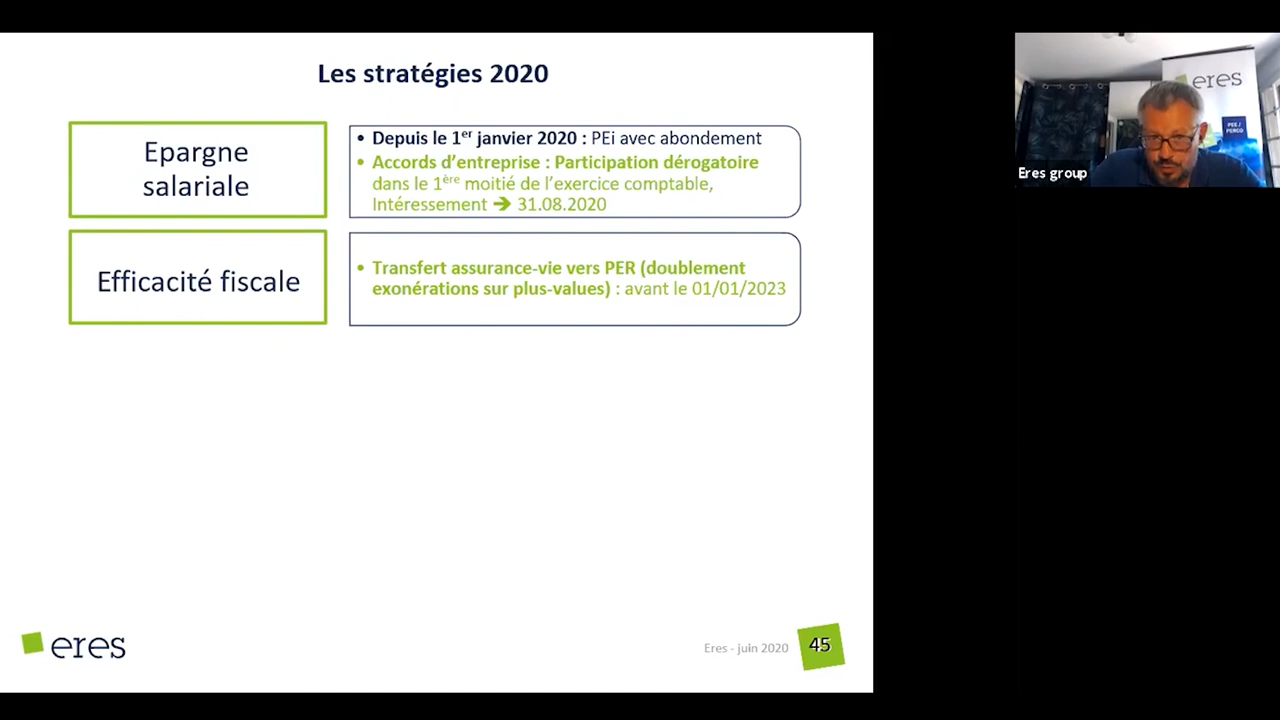 Les stratégies 2020
Epargne
salariale
• Depuis le 1er janvier 2020 : PEi avec abondement
• Accords d'entreprise : Participation dérogatoire
dans le 1ère moitié de l'exercice comptable,
Intéressement ➔ 31.08.2020
Efficacité fiscale
• Transfert assurance-vie vers PER (doublement
exonérations sur plus-values) : avant le 01/01/2023
eres
Eres - juin 2020
45
eres
PEE /
PERCO
Eres group